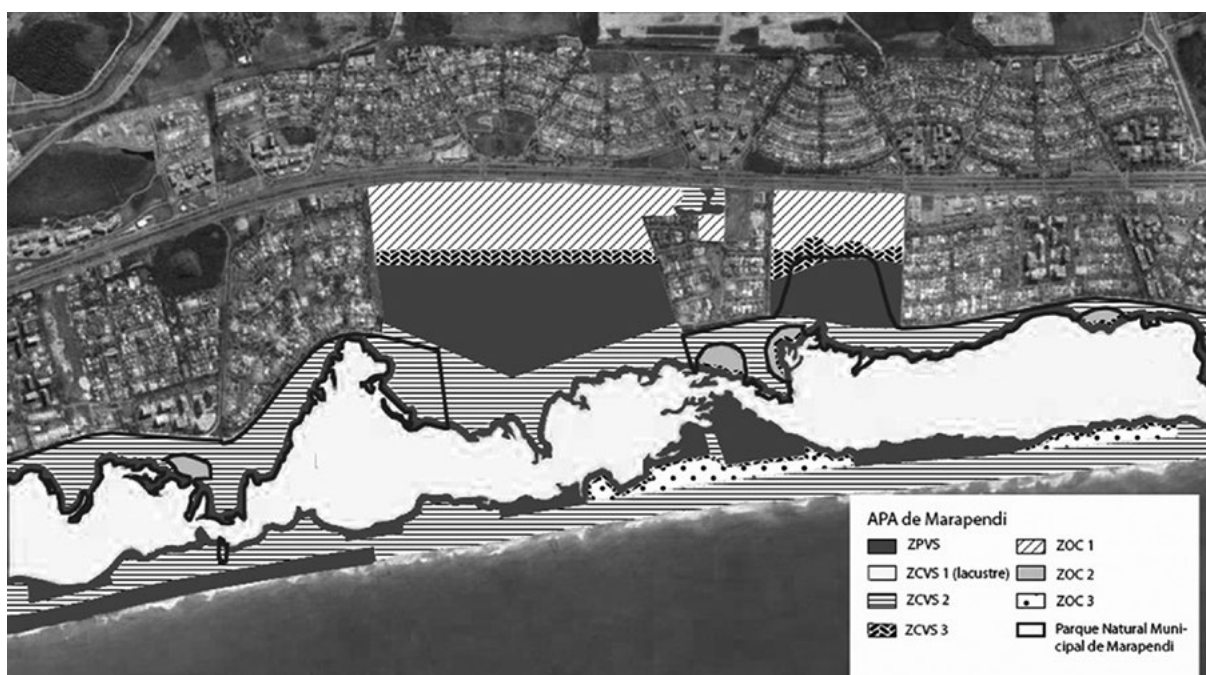 APA de Marapendi
ZPVS
ZCVS 1 (lacustre)
ZCVS 2
ZCVS 3
ZOC 1
ZOC 2
ZOC 3
Parque Natural Muni-
cipal de Marapendi